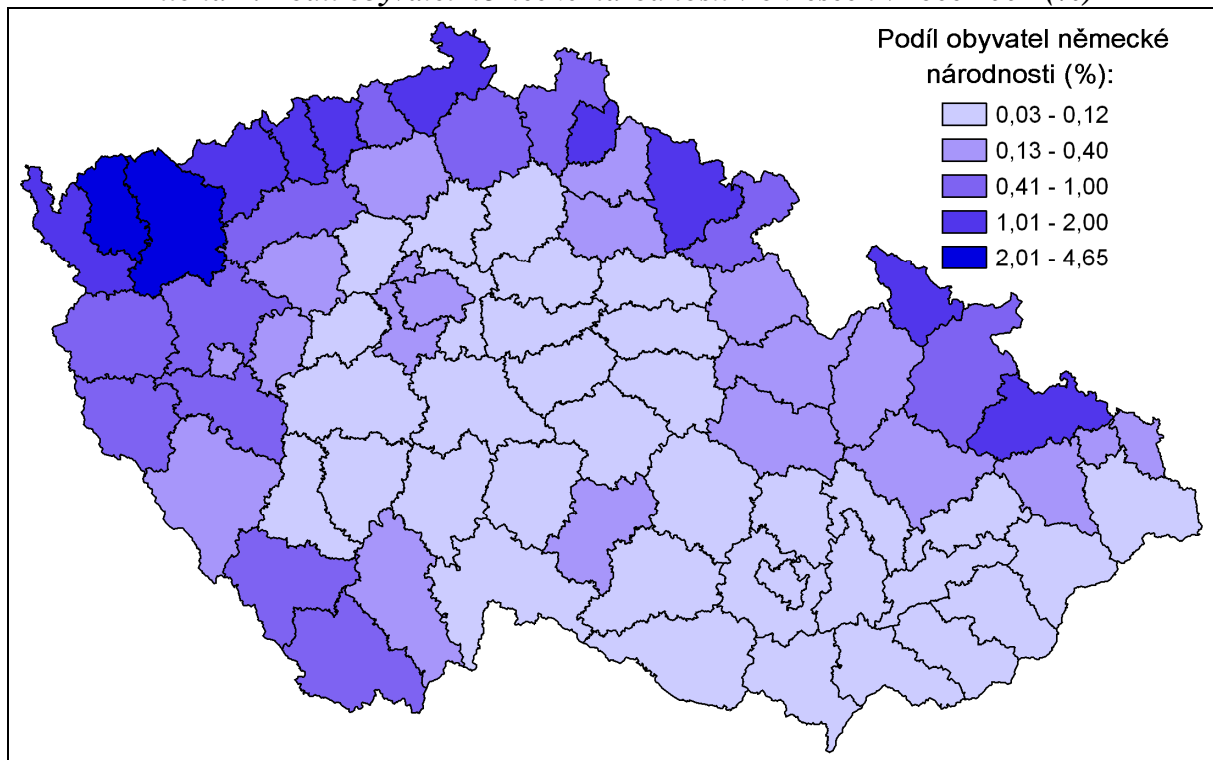 Podíl obyvatel německé
národnosti (%):
0,03 - 0,12
0,13 - 0,40
0,41 - 1,00
1,01 - 2,00
2,01 - 4,65